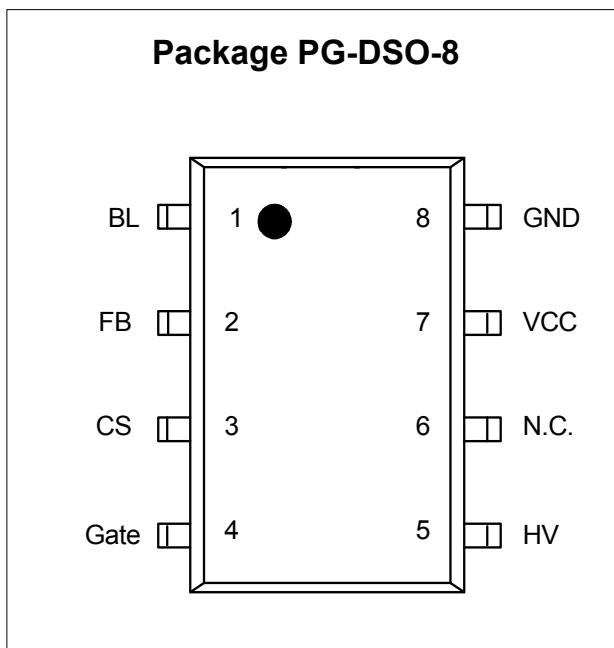 Package PG-DSO-8
BL 1 8 GND
FB 2 7 VCC
CS 3 6 N.C.
Gate 4 5 HV